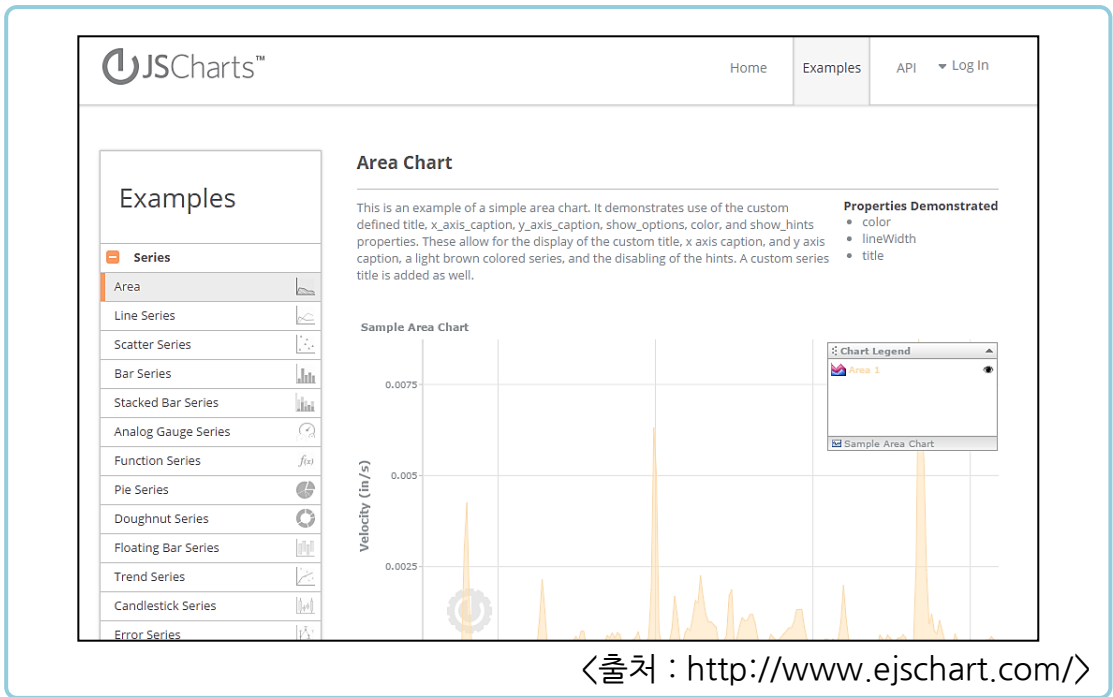 JSCharts™
Home
Examples
API
Log In
Examples
Series
Area
Line Series
Scatter Series
Bar Series
Stacked Bar Series
Analog Gauge Series
Function Series
f(x)
Pie Series
Doughnut Series
Floating Bar Series
Trend Series
Candlestick Series
Error Series
Area Chart
This is an example of a simple area chart. It demonstrates use of the custom
defined title, x_axis_caption, y_axis_caption, show_options, color, and show_hints
properties. These allow for the display of the custom title, x axis caption, and y axis
caption, a light brown colored series, and the disabling of the hints. A custom series
title is added as well.
Properties Demonstrated
color
lineWidth
title
Sample Area Chart
Chart Legend
Area 1
Sample Area Chart
0.0075
0.005
0.0025
Velocity (in/s)
<출처 : http://www.ejschart.com/>